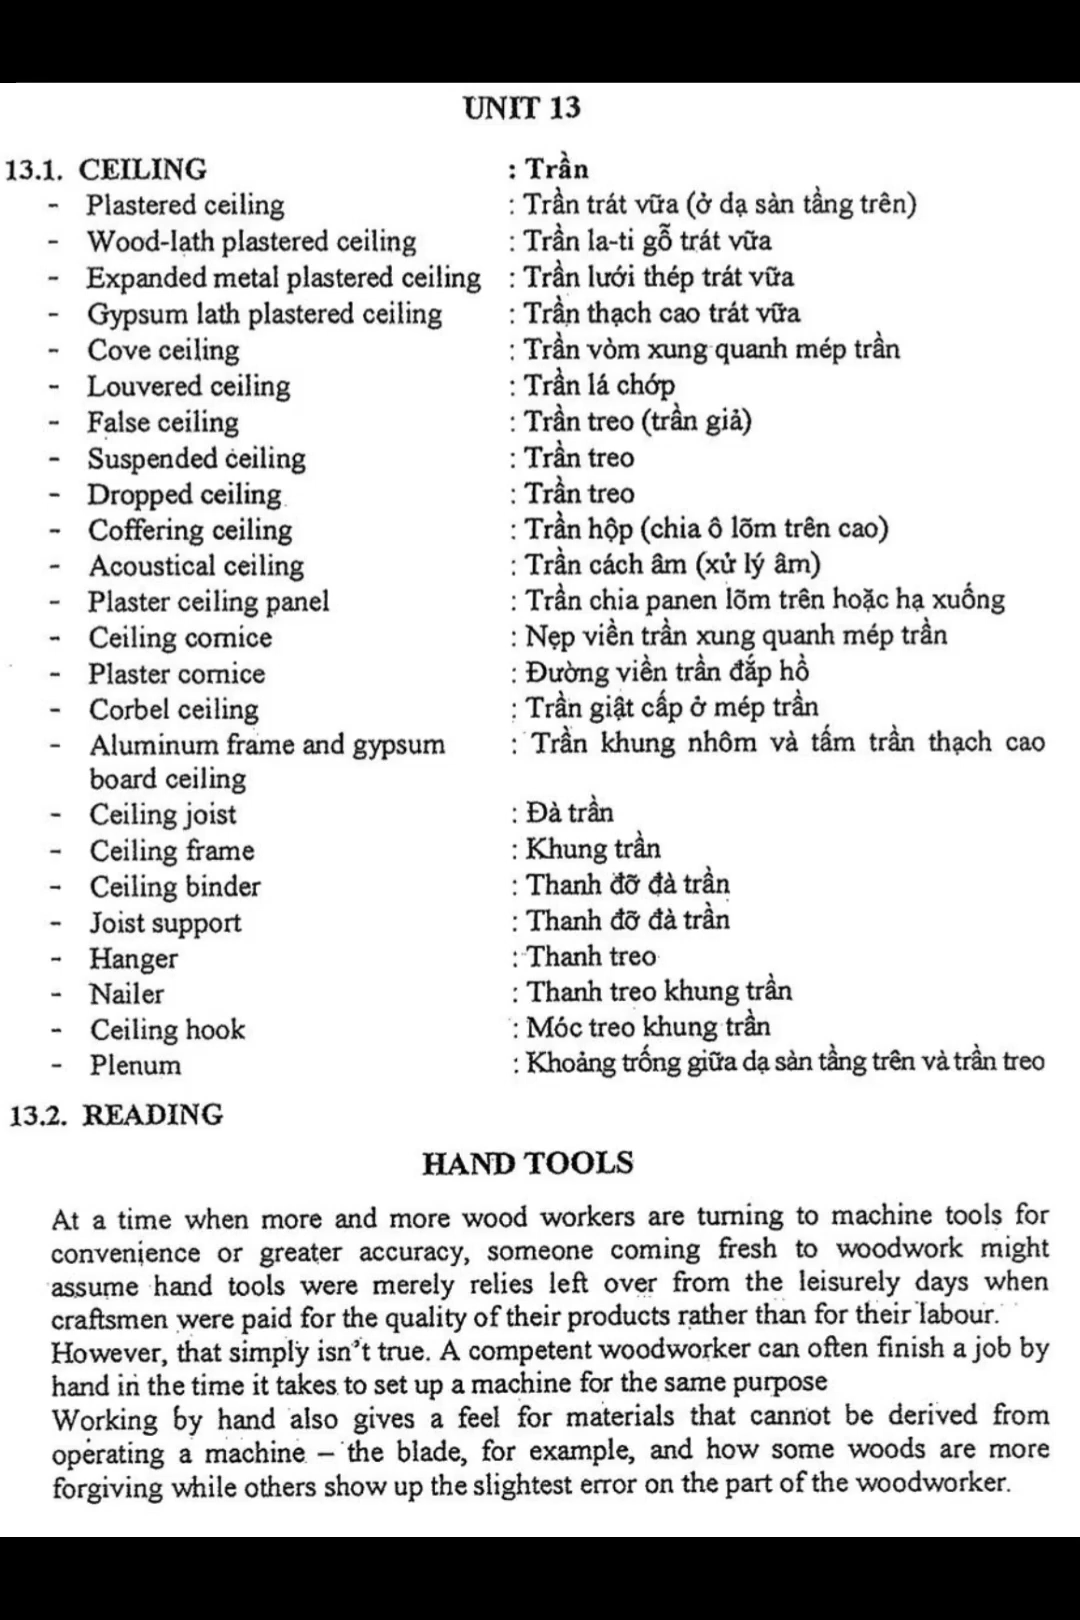 UNIT 13
13.1. CEILING : Trần
- Plastered ceiling : Trần trát vữa (ở dạ sàn tầng trên)
- Wood-lath plastered ceiling : Trần la-ti gỗ trát vữa
- Expanded metal plastered ceiling : Trần lưới thép trát vữa
- Gypsum lath plastered ceiling : Trần thạch cao trát vữa
- Cove ceiling : Trần vòm xung quanh mép trần
- Louvered ceiling : Trần lá chớp
- False ceiling : Trần treo (trần giả)
- Suspended ceiling : Trần treo
- Dropped ceiling : Trần treo
- Coffering ceiling : Trần hộp (chia ô lõm trên cao)
- Acoustical ceiling : Trần cách âm (xử lý âm)
- Plaster ceiling panel : Trần chia panen lõm trên hoặc hạ xuống
- Ceiling cornice : Nẹp viền trần xung quanh mép trần
- Plaster cornice : Đường viền trần đắp hồ
- Corbel ceiling : Trần giật cấp ở mép trần
- Aluminum frame and gypsum : Trần khung nhôm và tấm trần thạch cao
board ceiling
- Ceiling joist : Đà trần
- Ceiling frame : Khung trần
- Ceiling binder : Thanh đỡ đà trần
- Joist support : Thanh đỡ đà trần
- Hanger : Thanh treo
- Nailer : Thanh treo khung trần
- Ceiling hook : Móc treo khung trần
- Plenum : Khoảng trống giữa dạ sàn tầng trên và trần treo
13.2. READING
HAND TOOLS
At a time when more and more wood workers are turning to machine tools for
convenience or greater accuracy, someone coming fresh to woodwork might
assume hand tools were merely relies left over from the leisurely days when
craftsmen were paid for the quality of their products rather than for their labour.
However, that simply isn't true. A competent woodworker can often finish a job by
hand in the time it takes to set up a machine for the same purpose
Working by hand also gives a feel for materials that cannot be derived from
operating a machine – the blade, for example, and how some woods are more
forgiving while others show up the slightest error on the part of the woodworker.